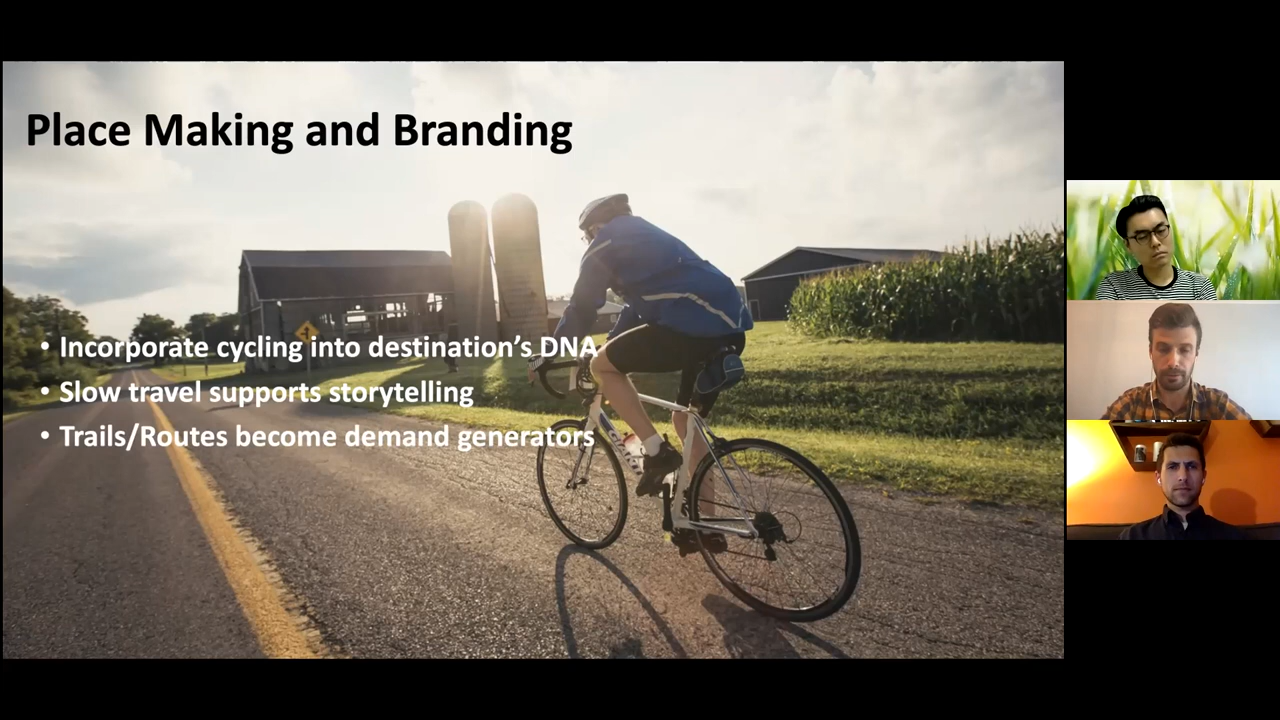 Place Making and Branding
• Incorporate cycling into destination’s DNA
• Slow travel supports storytelling
• Trails/Routes become demand generators